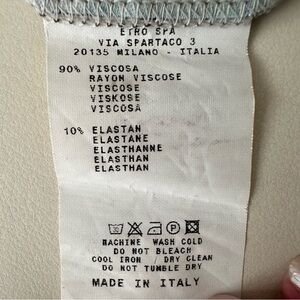 ETRO SPA
VIA SPARTACO 3
20135 MILANO - ITALIA
90% VISCOSA
RAYON VISCOSE
VISCOSE
VISKOSE
VISCOSA
10% ELASTAN
ELASTANE
ELASTHANNE
ELASTHAN
ELASTHAN
P
MACHINE WASH COLD
DO NOT BLEACH
COOL IRON / DRY CLEAN
DO NOT TUMBLE DRY
MADE IN ITALY